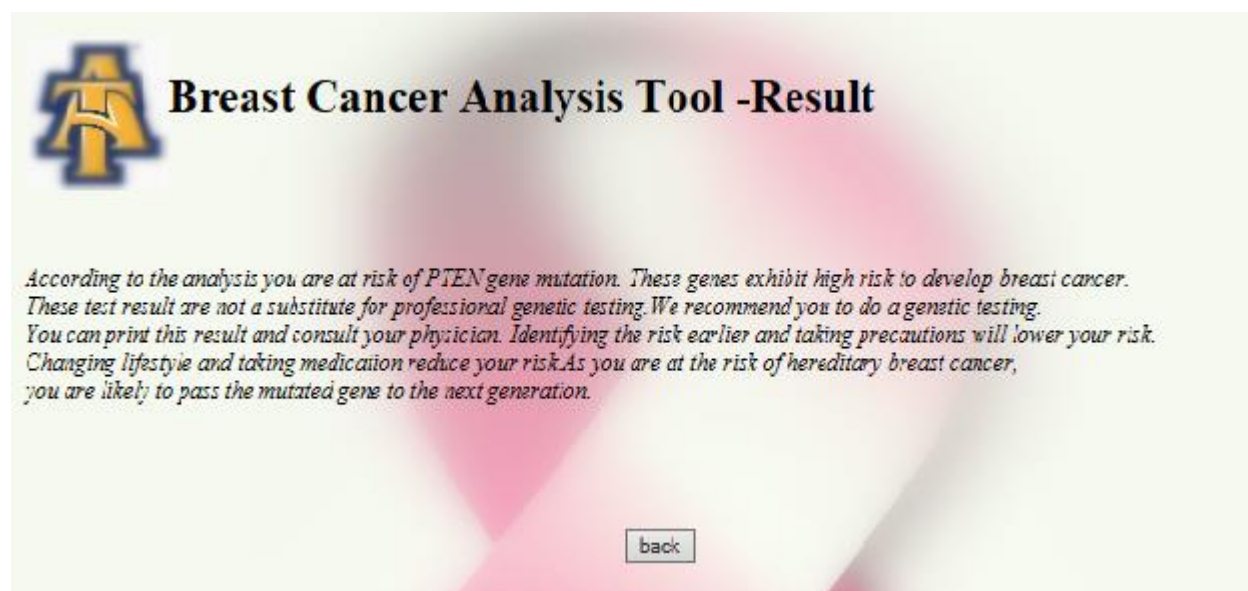 Breast Cancer Analysis Tool -Result
According to the analysis you are at risk of PTEN gene mutation. These genes exhibit high risk to develop breast cancer.
These test result are not a substitute for professional genetic testing.We recommend you to do a genetic testing.
You can print this result and consult your physician. Identifying the risk earlier and taking precautions will lower your risk.
Changing lifestyle and taking medication reduce your risk.As you are at the risk of hereditary breast cancer,
you are likely to pass the mutated gene to the next generation.
back